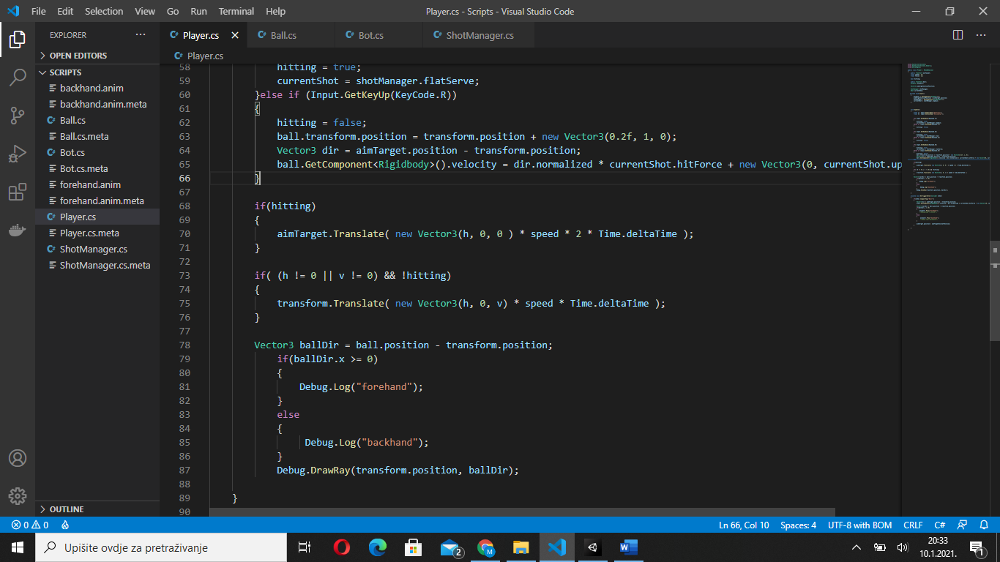 File Edit Selection View Go Run Terminal Help
Player.cs - Scripts - Visual Studio Code
EXPLORER
OPEN EDITORS
SCRIPTS
backhand.anim
backhand.anim.meta
Ball.cs
Ball.cs.meta
Bot.cs
Bot.cs.meta
forehand.anim
forehand.anim.meta
Player.cs
Player.cs.meta
ShotManager.cs
ShotManager.cs.meta
OUTLINE
Player.cs Ball.cs Bot.cs ShotManager.cs
Player.cs
58 hitting = true;
59 currentShot = shotManager.flatServe;
60 }else if (Input.GetKeyUp(KeyCode.R))
61 {
62 hitting = false;
63 ball.transform.position = transform.position + new Vector3(0.2f, 1, 0);
64 Vector3 dir = aimTarget.position - transform.position;
65 ball.GetComponent<Rigidbody>().velocity = dir.normalized * currentShot.hitForce + new Vector3(0, currentShot.up
66 }
67
68 if(hitting)
69 {
70 aimTarget.Translate( new Vector3(h, 0, 0 ) * speed * 2 * Time.deltaTime );
71 }
72
73 if( (h != 0 || v != 0) && !hitting)
74 {
75 transform.Translate( new Vector3(h, 0, v) * speed * Time.deltaTime );
76 }
77
78 Vector3 ballDir = ball.position - transform.position;
79 if(ballDir.x >= 0)
80 {
81 Debug.Log("forehand");
82 }
83 else
84 {
85 Debug.Log("backhand");
86 }
87 Debug.DrawRay(transform.position, ballDir);
88
89 }
90
0 0 Ln 66, Col 10 Spaces: 4 UTF-8 with BOM CRLF C#
Upišite ovdje za pretraživanje
2
20:33
10.1.2021.
1